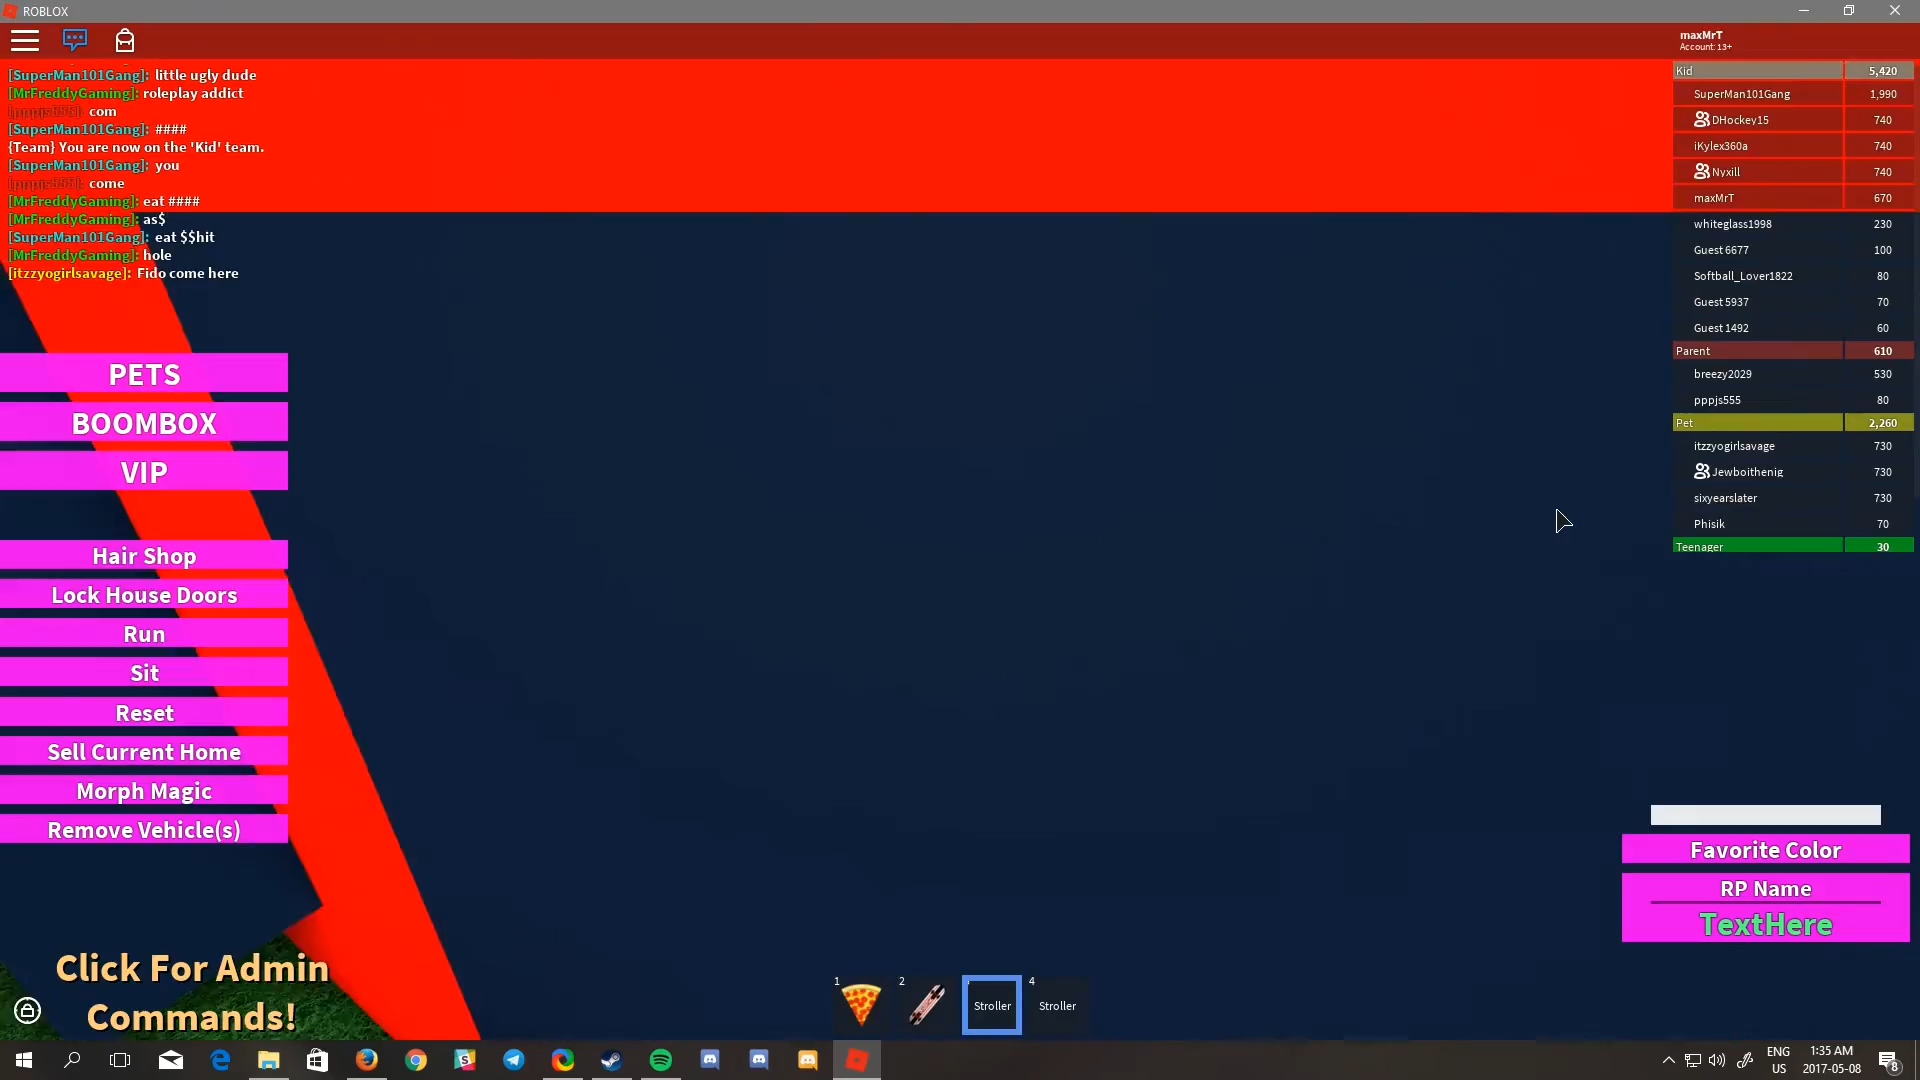 ROBLOX
maxMrT
Account: 13+
[SuperMan101Gang]: little ugly dude
[MrFreddyGaming]: roleplay addict
[pppjs555]: com
[SuperMan101Gang]: ####
{Team} You are now on the 'Kid' team.
[SuperMan101Gang]: you
[pppjs555]: come
[MrFreddyGaming]: eat ####
[MrFreddyGaming]: as$
[SuperMan101Gang]: eat $$hit
[MrFreddyGaming]: hole
[itzzyogirlsavage]: Fido come here
Kid 5,420
SuperMan101Gang 1,990
DHockey15 740
iKylex360a 740
Nyxill 740
maxMrT 670
whiteglass1998 230
Guest 6677 100
Softball_Lover1822 80
Guest 5937 70
Guest 1492 60
Parent 610
breezy2029 530
pppjs555 80
Pet 2,260
itzzyogirlsavage 730
Jewboithenig 730
sixyearslater 730
Phisik 70
Teenager 30
PETS
BOOMBOX
VIP
Hair Shop
Lock House Doors
Run
Sit
Reset
Sell Current Home
Morph Magic
Remove Vehicle(s)
Click For Admin
Commands!
Favorite Color
RP Name
TextHere
1
2
Stroller
4
Stroller
ENG
US
1:35 AM
2017-05-08
8